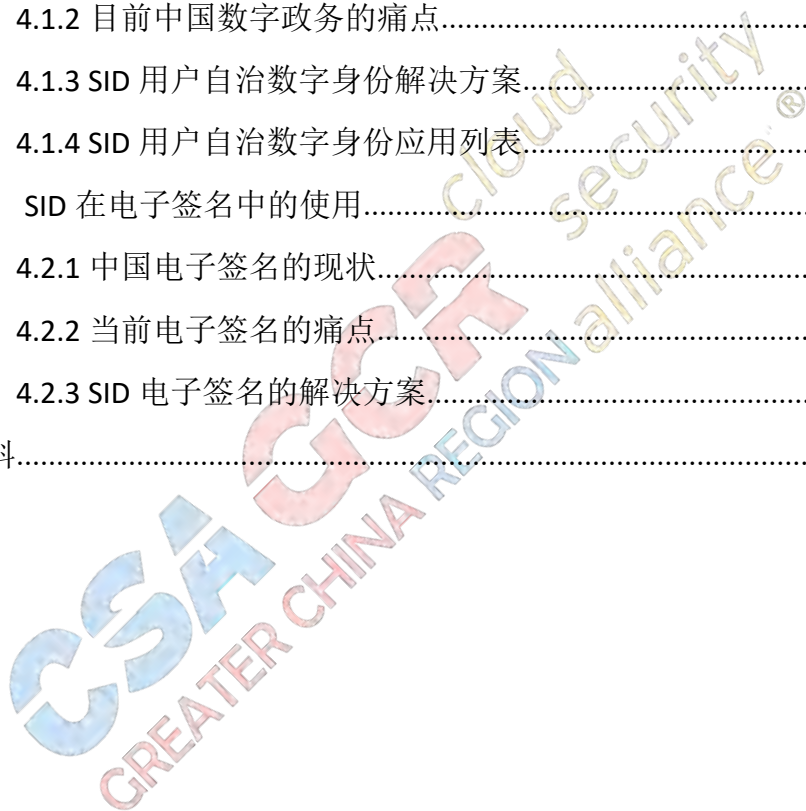 4.1.2 目前中国数字政务的痛点
4.1.3 SID 用户自治数字身份解决方案
4.1.4 SID 用户自治数字身份应用列表
SID 在电子签名中的使用
4.2.1 中国电子签名的现状
4.2.2 当前电子签名的痛点
4.2.3 SID 电子签名的解决方案
料
CSA GCR
GREATER CHINA REGION
cloud security alliance®